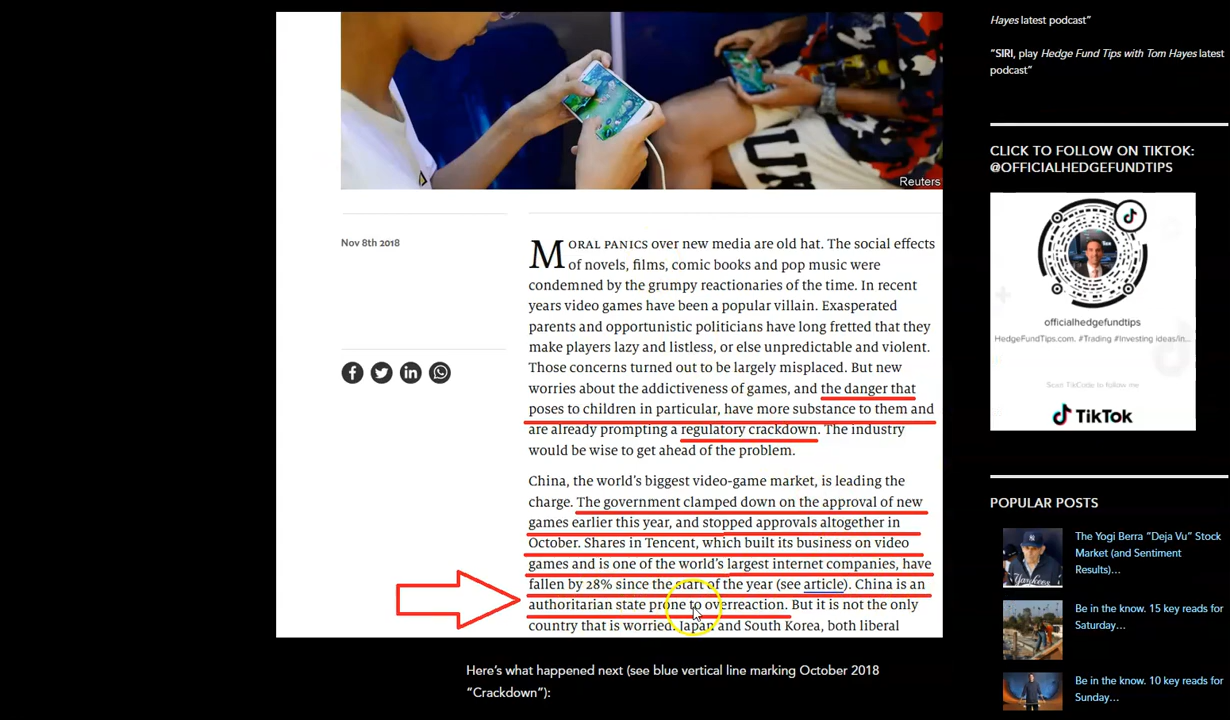 Reuters
Nov 8th 2018
MORAL PANICS over new media are old hat. The social effects
of novels, films, comic books and pop music were
condemned by the grumpy reactionaries of the time. In recent
years video games have been a popular villain. Exasperated
parents and opportunistic politicians have long fretted that they
make players lazy and listless, or else unpredictable and violent.
Those concerns turned out to be largely misplaced. But new
worries about the addictiveness of games, and the danger that
poses to children in particular, have more substance to them and
are already prompting a regulatory crackdown. The industry
would be wise to get ahead of the problem.
China, the world's biggest video-game market, is leading the
charge. The government clamped down on the approval of new
games earlier this year, and stopped approvals altogether in
October. Shares in Tencent, which built its business on video
games and is one of the world's largest internet companies, have
fallen by 28% since the start of the year (see article). China is an
authoritarian state prone to overreaction. But it is not the only
country that is worried. Japan and South Korea, both liberal
Here's what happened next (see blue vertical line marking October 2018
"Crackdown"):
Hayes latest podcast"
"SIRI, play Hedge Fund Tips with Tom Hayes latest
podcast"
CLICK TO FOLLOW ON TIKTOK:
@OFFICIALHEDGEFUNDTIPS
officialhedgefundtips
HedgeFundTips.com. #Trading #Investing ideas/in...
Scan TikCode to follow me
TikTok
POPULAR POSTS
The Yogi Berra "Deja Vu" Stock
Market (and Sentiment
Results)...
Be in the know. 15 key reads for
Saturday...
Be in the know. 10 key reads for
Sunday...